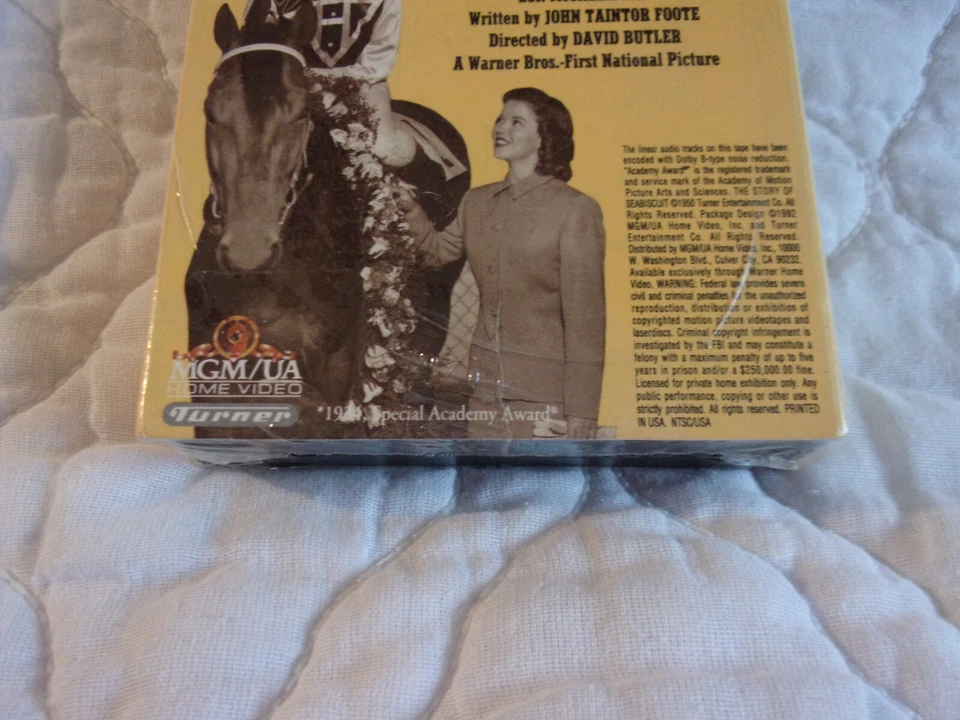 Written by JOHN TAINTOR FOOTE
Directed by DAVID BUTLER
A Warner Bros.-First National Picture
The linear audio tracks on this tape have been
encoded with Dolby B-type noise reduction.
"Academy Award®" is the registered trademark
and service mark of the Academy of Motion
Picture Arts and Sciences. THE STORY OF
SEABISCUIT ©1950 Turner Entertainment Co. All
Rights Reserved. Package Design ©1992
MGM/UA Home Video, Inc. and Turner
Entertainment Co. All Rights Reserved.
Distributed by MGM/UA Home Video, Inc., 10000
W. Washington Blvd., Culver City, CA 90232.
Available exclusively through Warner Home
Video. WARNING: Federal law provides severe
civil and criminal penalties for the unauthorized
reproduction, distribution or exhibition of
copyrighted motion picture videotapes and
laserdiscs. Criminal copyright infringement is
investigated by the FBI and may constitute a
felony with a maximum penalty of up to five
years in prison and/or a $250,000.00 fine.
Licensed for private home exhibition only. Any
public performance, copying or other use is
strictly prohibited. All rights reserved. PRINTED
IN USA. NTSC/USA
MGM/UA
HOME VIDEO
Turner
Special Academy Award®